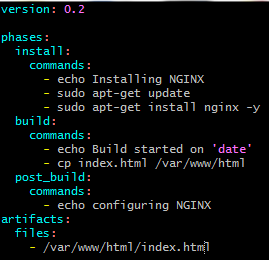 version: 0.2
phases:
install:
commands:
- echo Installing NGINX
- sudo apt-get update
- sudo apt-get install nginx -y
build:
commands:
- echo Build started on 'date'
- cp index.html /var/www/html
post_build:
commands:
- echo configuring NGINX
artifacts:
files:
- /var/www/html/index.html